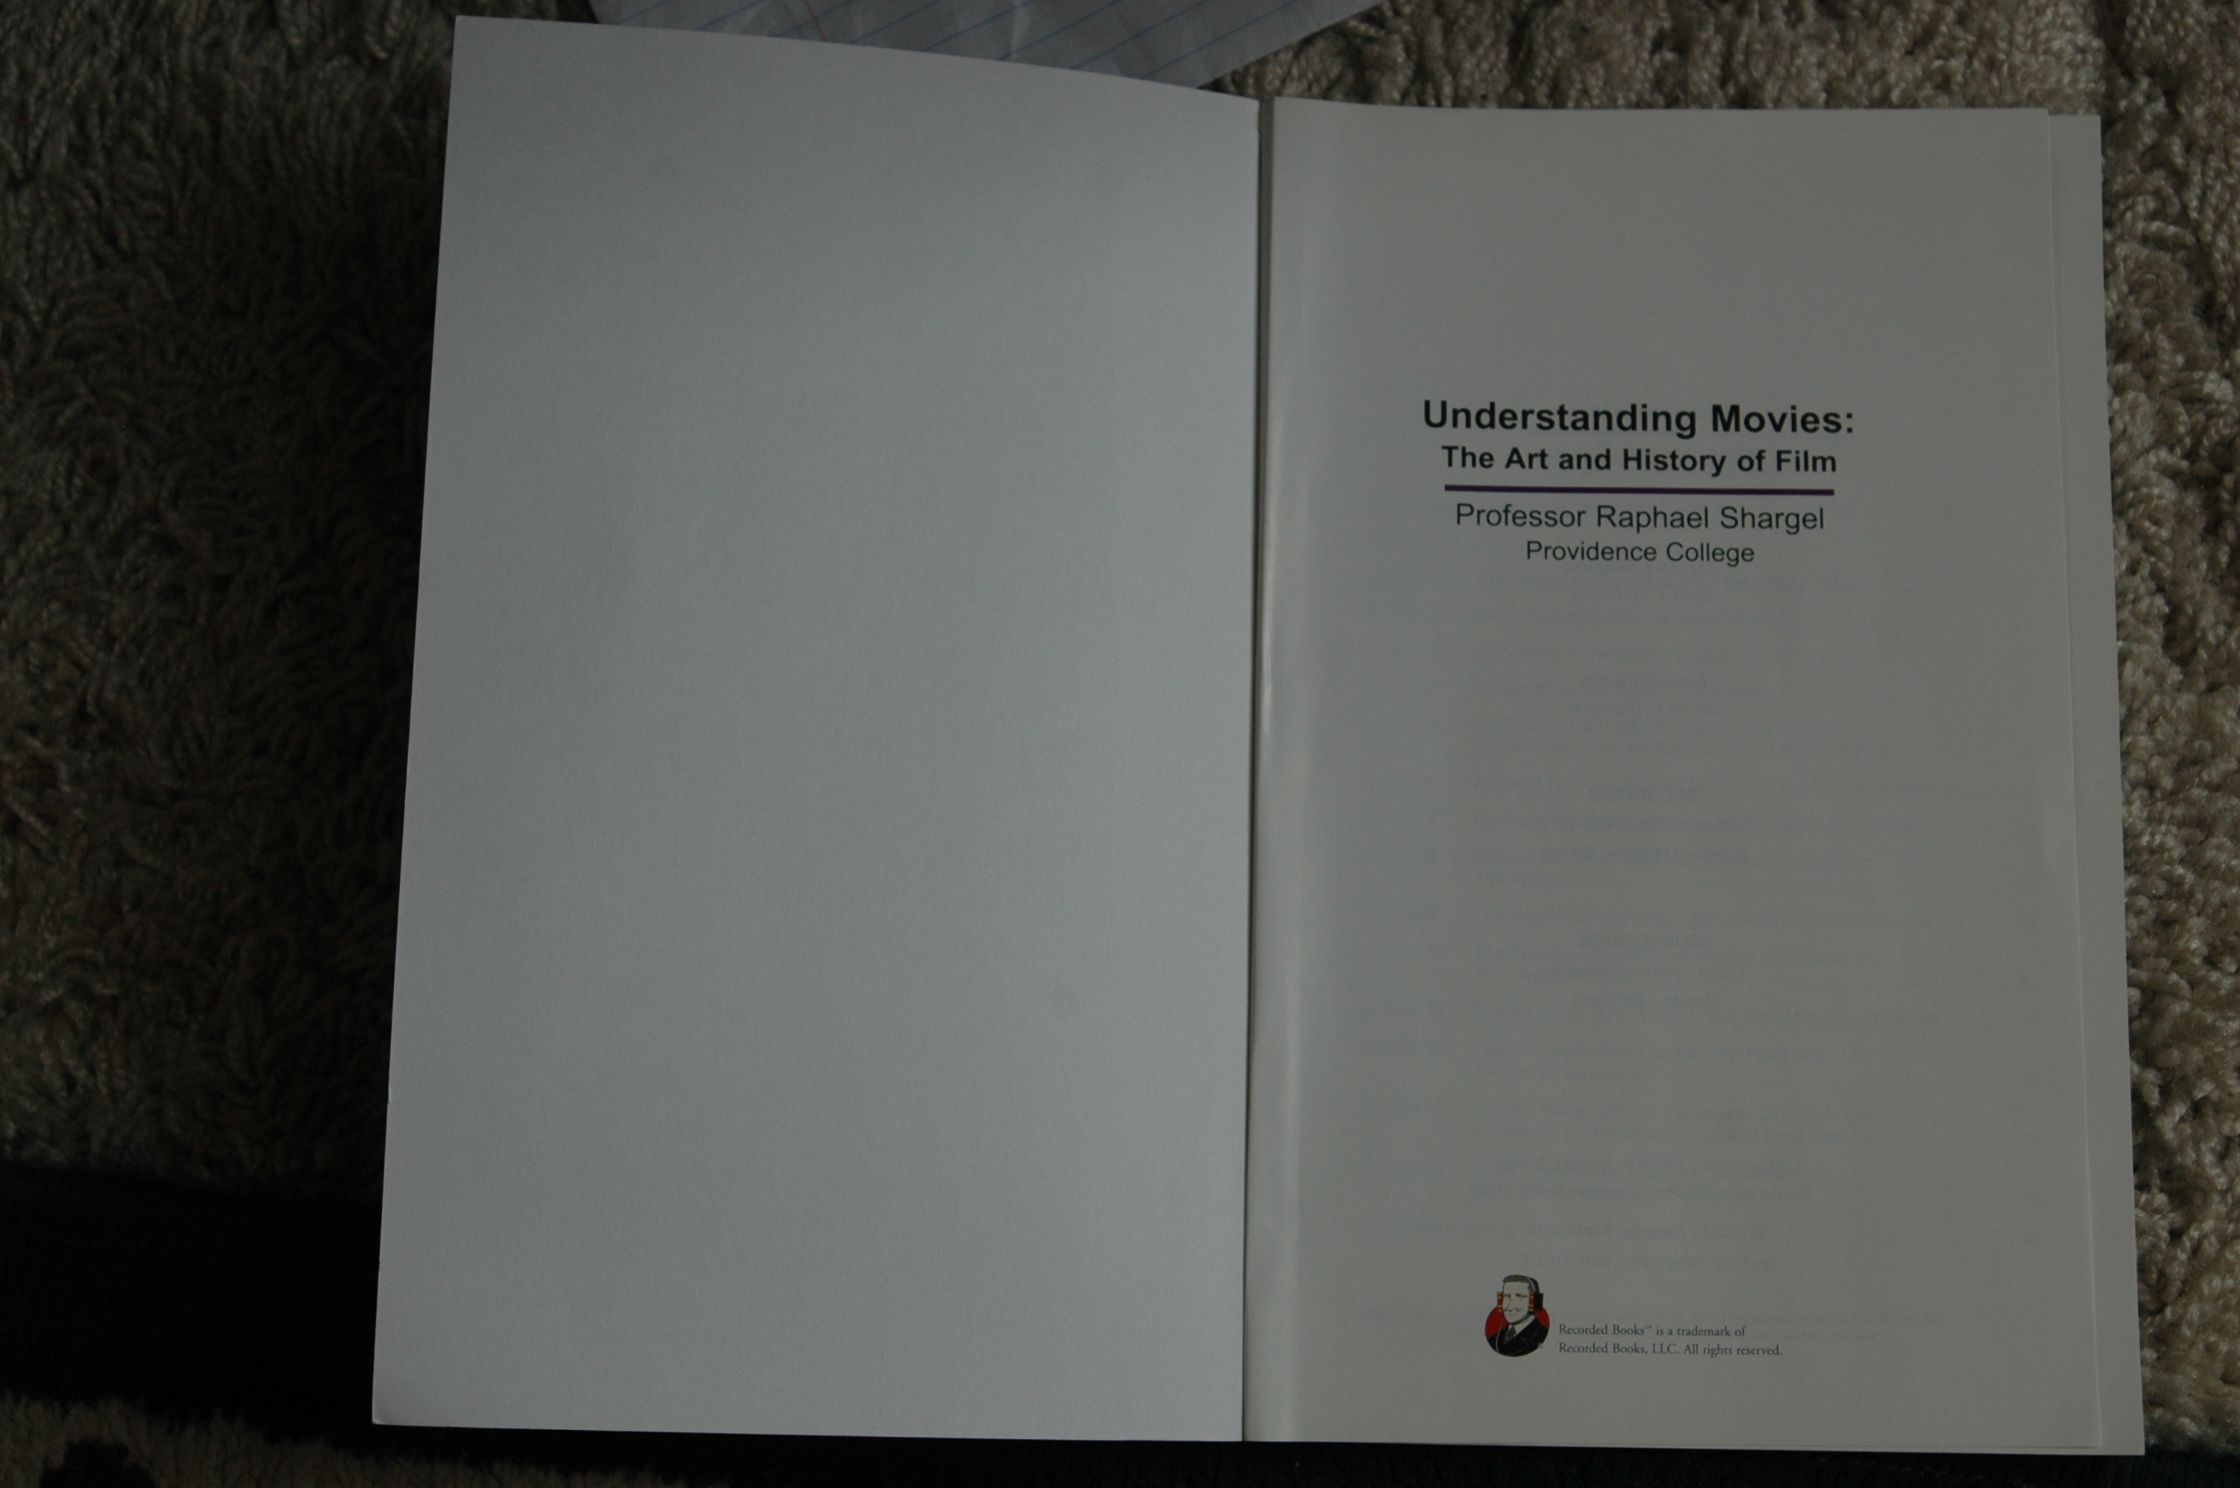 Understanding Movies:
The Art and History of Film
Professor Raphael Shargel
Providence College
Recorded Books™ is a trademark of
Recorded Books, LLC. All rights reserved.